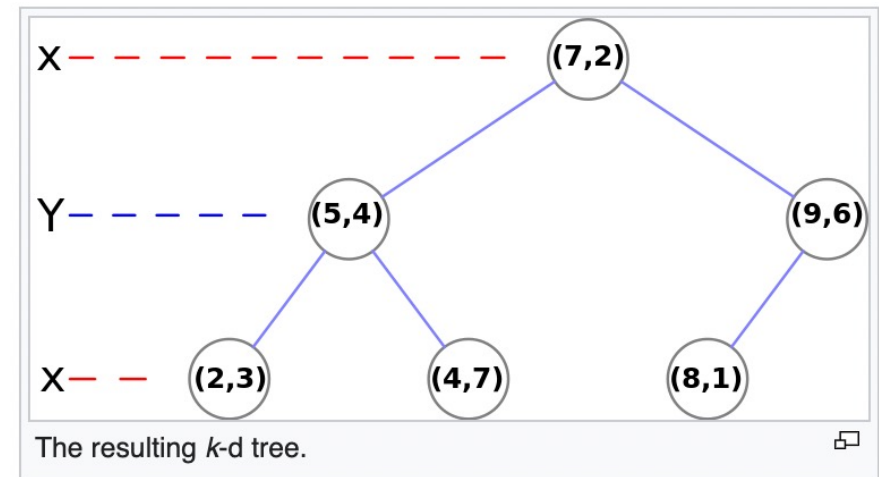 X (7,2)
Y (5,4) (9,6)
X (2,3) (4,7) (8,1)
The resulting k-d tree.